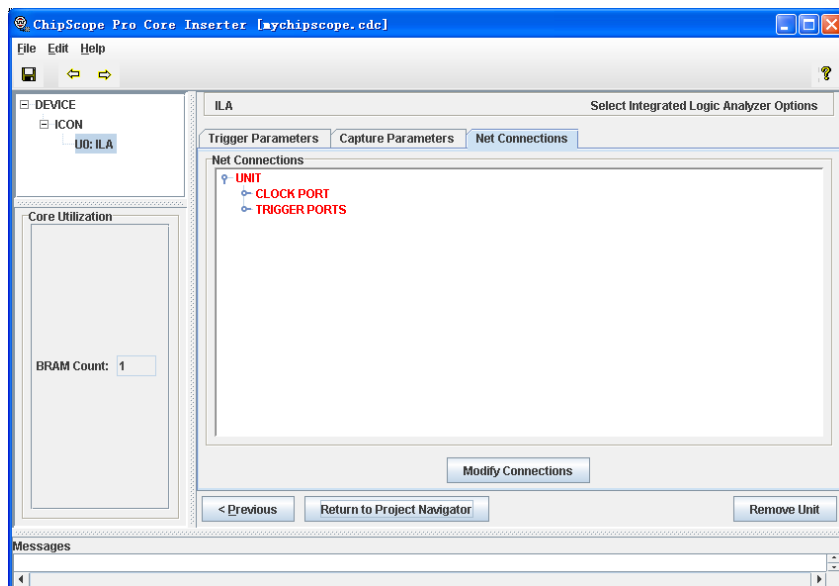 ChipScope Pro Core Inserter [mychipscope.cdc]
File Edit Help
DEVICE
ICON
U0: ILA
Core Utilization
BRAM Count: 1
ILA Select Integrated Logic Analyzer Options
Trigger Parameters Capture Parameters Net Connections
Net Connections
UNIT
CLOCK PORT
TRIGGER PORTS
Modify Connections
< Previous Return to Project Navigator Remove Unit
Messages